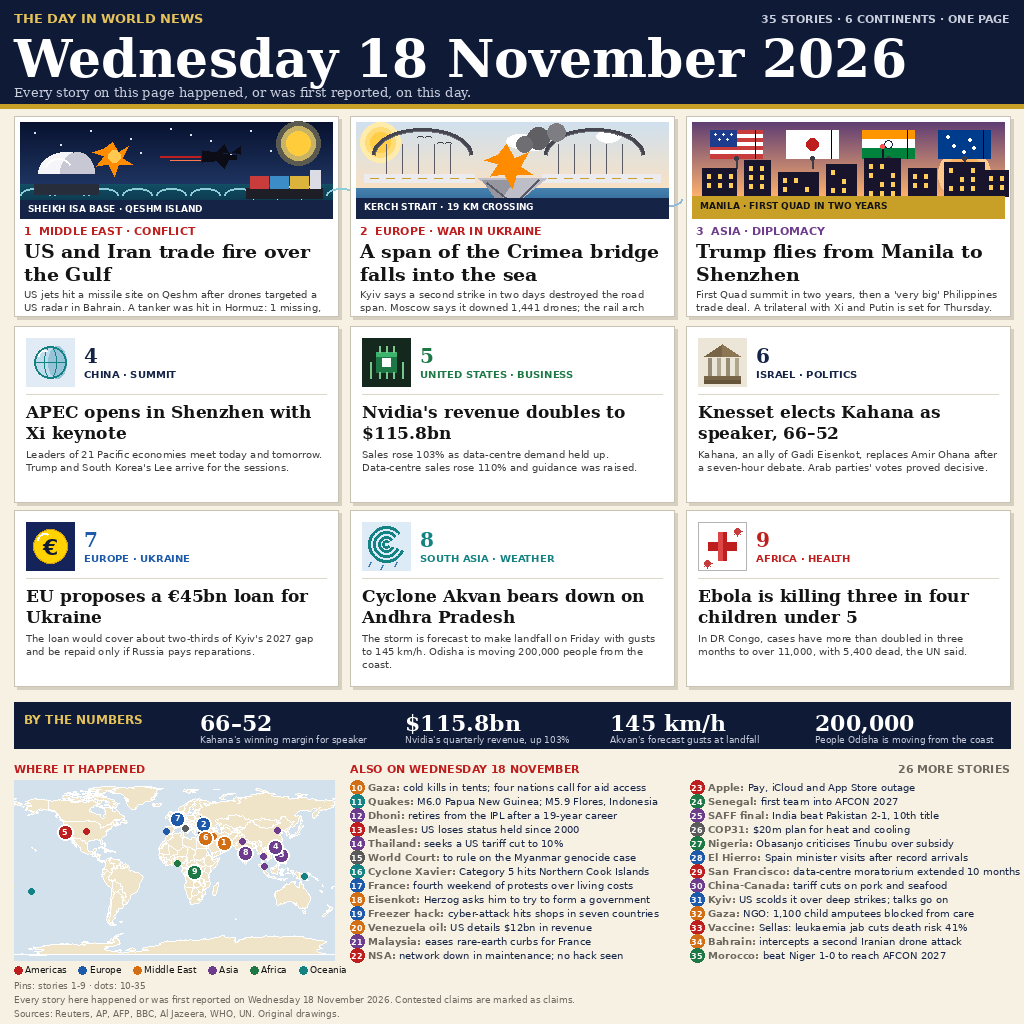 THE DAY IN WORLD NEWS
35 STORIES · 6 CONTINENTS · ONE PAGE
Wednesday 18 November 2026
Every story on this page happened, or was first reported, on this day.
SHEIKH ISA BASE · QESHM ISLAND
1 MIDDLE EAST · CONFLICT
US and Iran trade fire over
the Gulf
US jets hit a missile site on Qeshm after drones targeted a
US radar in Bahrain. A tanker was hit in Hormuz: 1 missing,
KERCH STRAIT · 19 KM CROSSING
2 EUROPE · WAR IN UKRAINE
A span of the Crimea bridge
falls into the sea
Kyiv says a second strike in two days destroyed the road
span. Moscow says it downed 1,441 drones; the rail arch
MANILA · FIRST QUAD IN TWO YEARS
3 ASIA · DIPLOMACY
Trump flies from Manila to
Shenzhen
First Quad summit in two years, then a 'very big' Philippines
trade deal. A trilateral with Xi and Putin is set for Thursday.
4
CHINA · SUMMIT
APEC opens in Shenzhen with
Xi keynote
Leaders of 21 Pacific economies meet today and tomorrow.
Trump and South Korea's Lee arrive for the sessions.
5
UNITED STATES · BUSINESS
Nvidia's revenue doubles to
$115.8bn
Sales rose 103% as data-centre demand held up.
Data-centre sales rose 110% and guidance was raised.
6
ISRAEL · POLITICS
Knesset elects Kahana as
speaker, 66–52
Kahana, an ally of Gadi Eisenkot, replaces Amir Ohana after
a seven-hour debate. Arab parties' votes proved decisive.
€
7
EUROPE · UKRAINE
EU proposes a €45bn loan for
Ukraine
The loan would cover about two-thirds of Kyiv's 2027 gap
and be repaid only if Russia pays reparations.
8
SOUTH ASIA · WEATHER
Cyclone Akvan bears down on
Andhra Pradesh
The storm is forecast to make landfall on Friday with gusts
to 145 km/h. Odisha is moving 200,000 people from the
coast.
9
AFRICA · HEALTH
Ebola is killing three in four
children under 5
In DR Congo, cases have more than doubled in three
months to over 11,000, with 5,400 dead, the UN said.
BY THE NUMBERS
66–52
Kahana's winning margin for speaker
$115.8bn
Nvidia's quarterly revenue, up 103%
145 km/h
Akvan's forecast gusts at landfall
200,000
People Odisha is moving from the coast
WHERE IT HAPPENED
5
7
2
6
1
8
4
9
Americas
Europe
Middle East
Asia
Africa
Oceania
ALSO ON WEDNESDAY 18 NOVEMBER
26 MORE STORIES
10 Gaza: cold kills in tents; four nations call for aid access
11 Quakes: M6.0 Papua New Guinea; M5.9 Flores, Indonesia
12 Dhoni: retires from the IPL after a 19-year career
13 Measles: US loses status held since 2000
14 Thailand: seeks a US tariff cut to 10%
15 World Court: to rule on the Myanmar genocide case
16 Cyclone Xavier: Category 5 hits Northern Cook Islands
17 France: fourth weekend of protests over living costs
18 Eisenkot: Herzog asks him to try to form a government
19 Freezer hack: cyber-attack hits shops in seven countries
20 Venezuela oil: US details $12bn in revenue
21 Malaysia: eases rare-earth curbs for France
22 NSA: network down in maintenance; no hack seen
23 Apple: Pay, iCloud and App Store outage
24 Senegal: first team into AFCON 2027
25 SAFF final: India beat Pakistan 2-1, 10th title
26 COP31: $20m plan for heat and cooling
27 Nigeria: Obasanjo criticises Tinubu over subsidy
28 El Hierro: Spain minister visits after record arrivals
29 San Francisco: data-centre moratorium extended 10 months
30 China-Canada: tariff cuts on pork and seafood
31 Kyiv: US scolds it over deep strikes; talks go on
32 Gaza: NGO: 1,100 child amputees blocked from care
33 Vaccine: Sellas: leukaemia jab cuts death risk 41%
34 Bahrain: intercepts a second Iranian drone attack
35 Morocco: beat Niger 1-0 to reach AFCON 2027
Pins: stories 1-9 · dots: 10-35
Every story here happened or was first reported on Wednesday 18 November 2026. Contested claims are marked as claims.
Sources: Reuters, AP, AFP, BBC, Al Jazeera, WHO, UN. Original drawings.